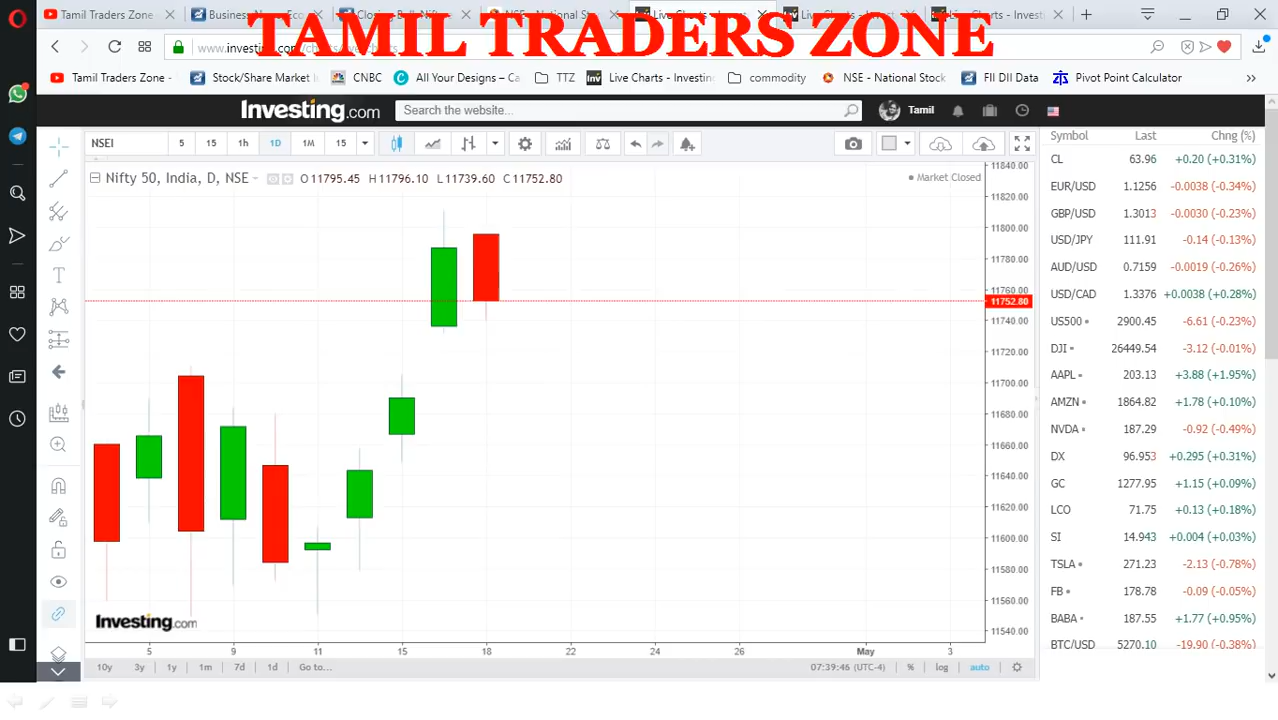 TAMIL TRADERS ZONE
Tamil Traders Zone
www.investing.com/charts/
Tamil Traders Zone - Stock/Share Market CNBC All Your Designes – Ca TTZ Live Charts - Investin commodity NSE - National Stock FII DII Data Pivot Point Calculator »
Investing.com Search the website... Tamil
NSEI 5 15 1h 1D 1M 15
Nifty 50, India, D, NSE O 11795.45 H 11796.10 L 11739.60 C 11752.80 Market Closed
11840.00
11820.00
11800.00
11780.00
11760.00
11752.80
11740.00
11720.00
11700.00
11680.00
11660.00
11640.00
11620.00
11600.00
11580.00
11560.00
11540.00
Investing.com
5 9 11 15 18 22 24 26 May 3
10y 3y 1y 1m 7d 1d Go to... 07:39:46 (UTC-4) % log auto
Symbol Last Chng (%)
CL 63.96 +0.20 (+0.31%)
EUR/USD 1.1256 -0.0038 (-0.34%)
GBP/USD 1.3013 -0.0030 (-0.23%)
USD/JPY 111.91 -0.14 (-0.13%)
AUD/USD 0.7159 -0.0019 (-0.26%)
USD/CAD 1.3376 +0.0038 (+0.28%)
US500 2900.45 -6.61 (-0.23%)
DJI 26449.54 -3.12 (-0.01%)
AAPL 203.13 +3.88 (+1.95%)
AMZN 1864.82 +1.78 (+0.10%)
NVDA 187.29 -0.92 (-0.49%)
DX 96.953 +0.295 (+0.31%)
GC 1277.95 +1.15 (+0.09%)
LCO 71.75 +0.13 (+0.18%)
SI 14.943 +0.004 (+0.03%)
TSLA 271.23 -2.13 (-0.78%)
FB 178.78 -0.09 (-0.05%)
BABA 187.55 +1.77 (+0.95%)
BTC/USD 5270.10 -19.90 (-0.38%)